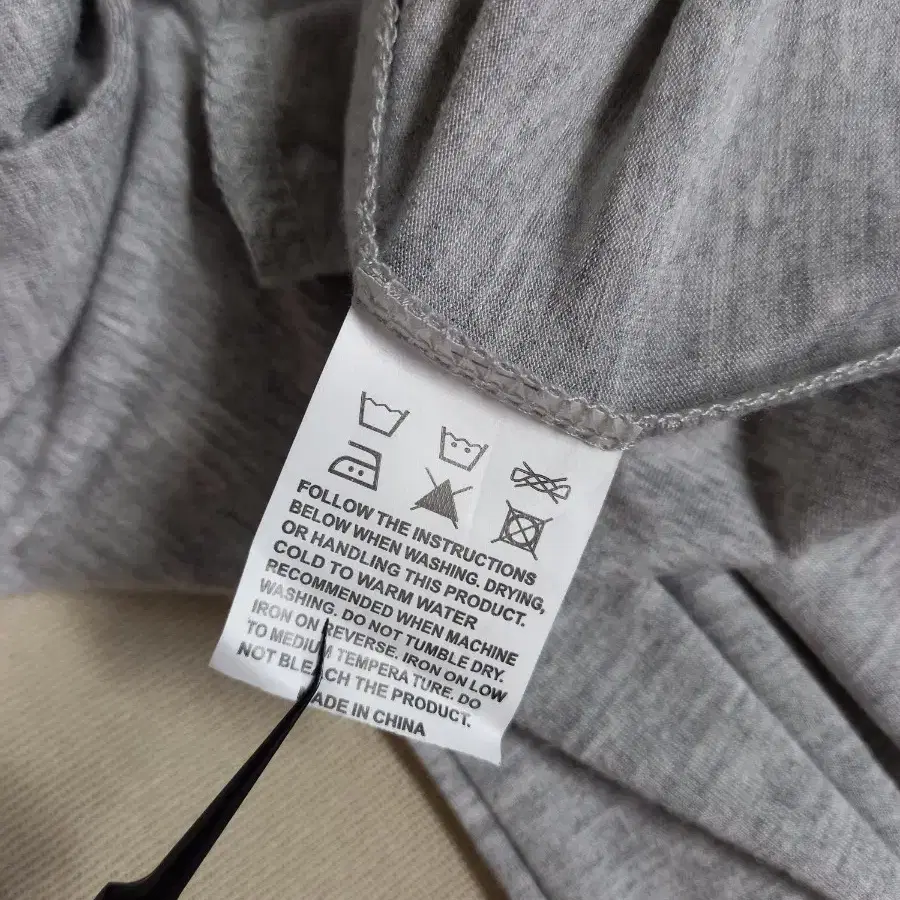 FOLLOW THE INSTRUCTIONS
BELOW WHEN WASHING. DRYING,
OR HANDLING THIS PRODUCT.
COLD TO WARM WATER
RECOMMENDED WHEN MACHINE
WASHING. DO NOT TUMBLE DRY.
IRON ON REVERSE. IRON ON LOW
TO MEDIUM TEMPERA TURE. DO
NOT BLEACH THE PRODUCT.
MADE IN CHINA